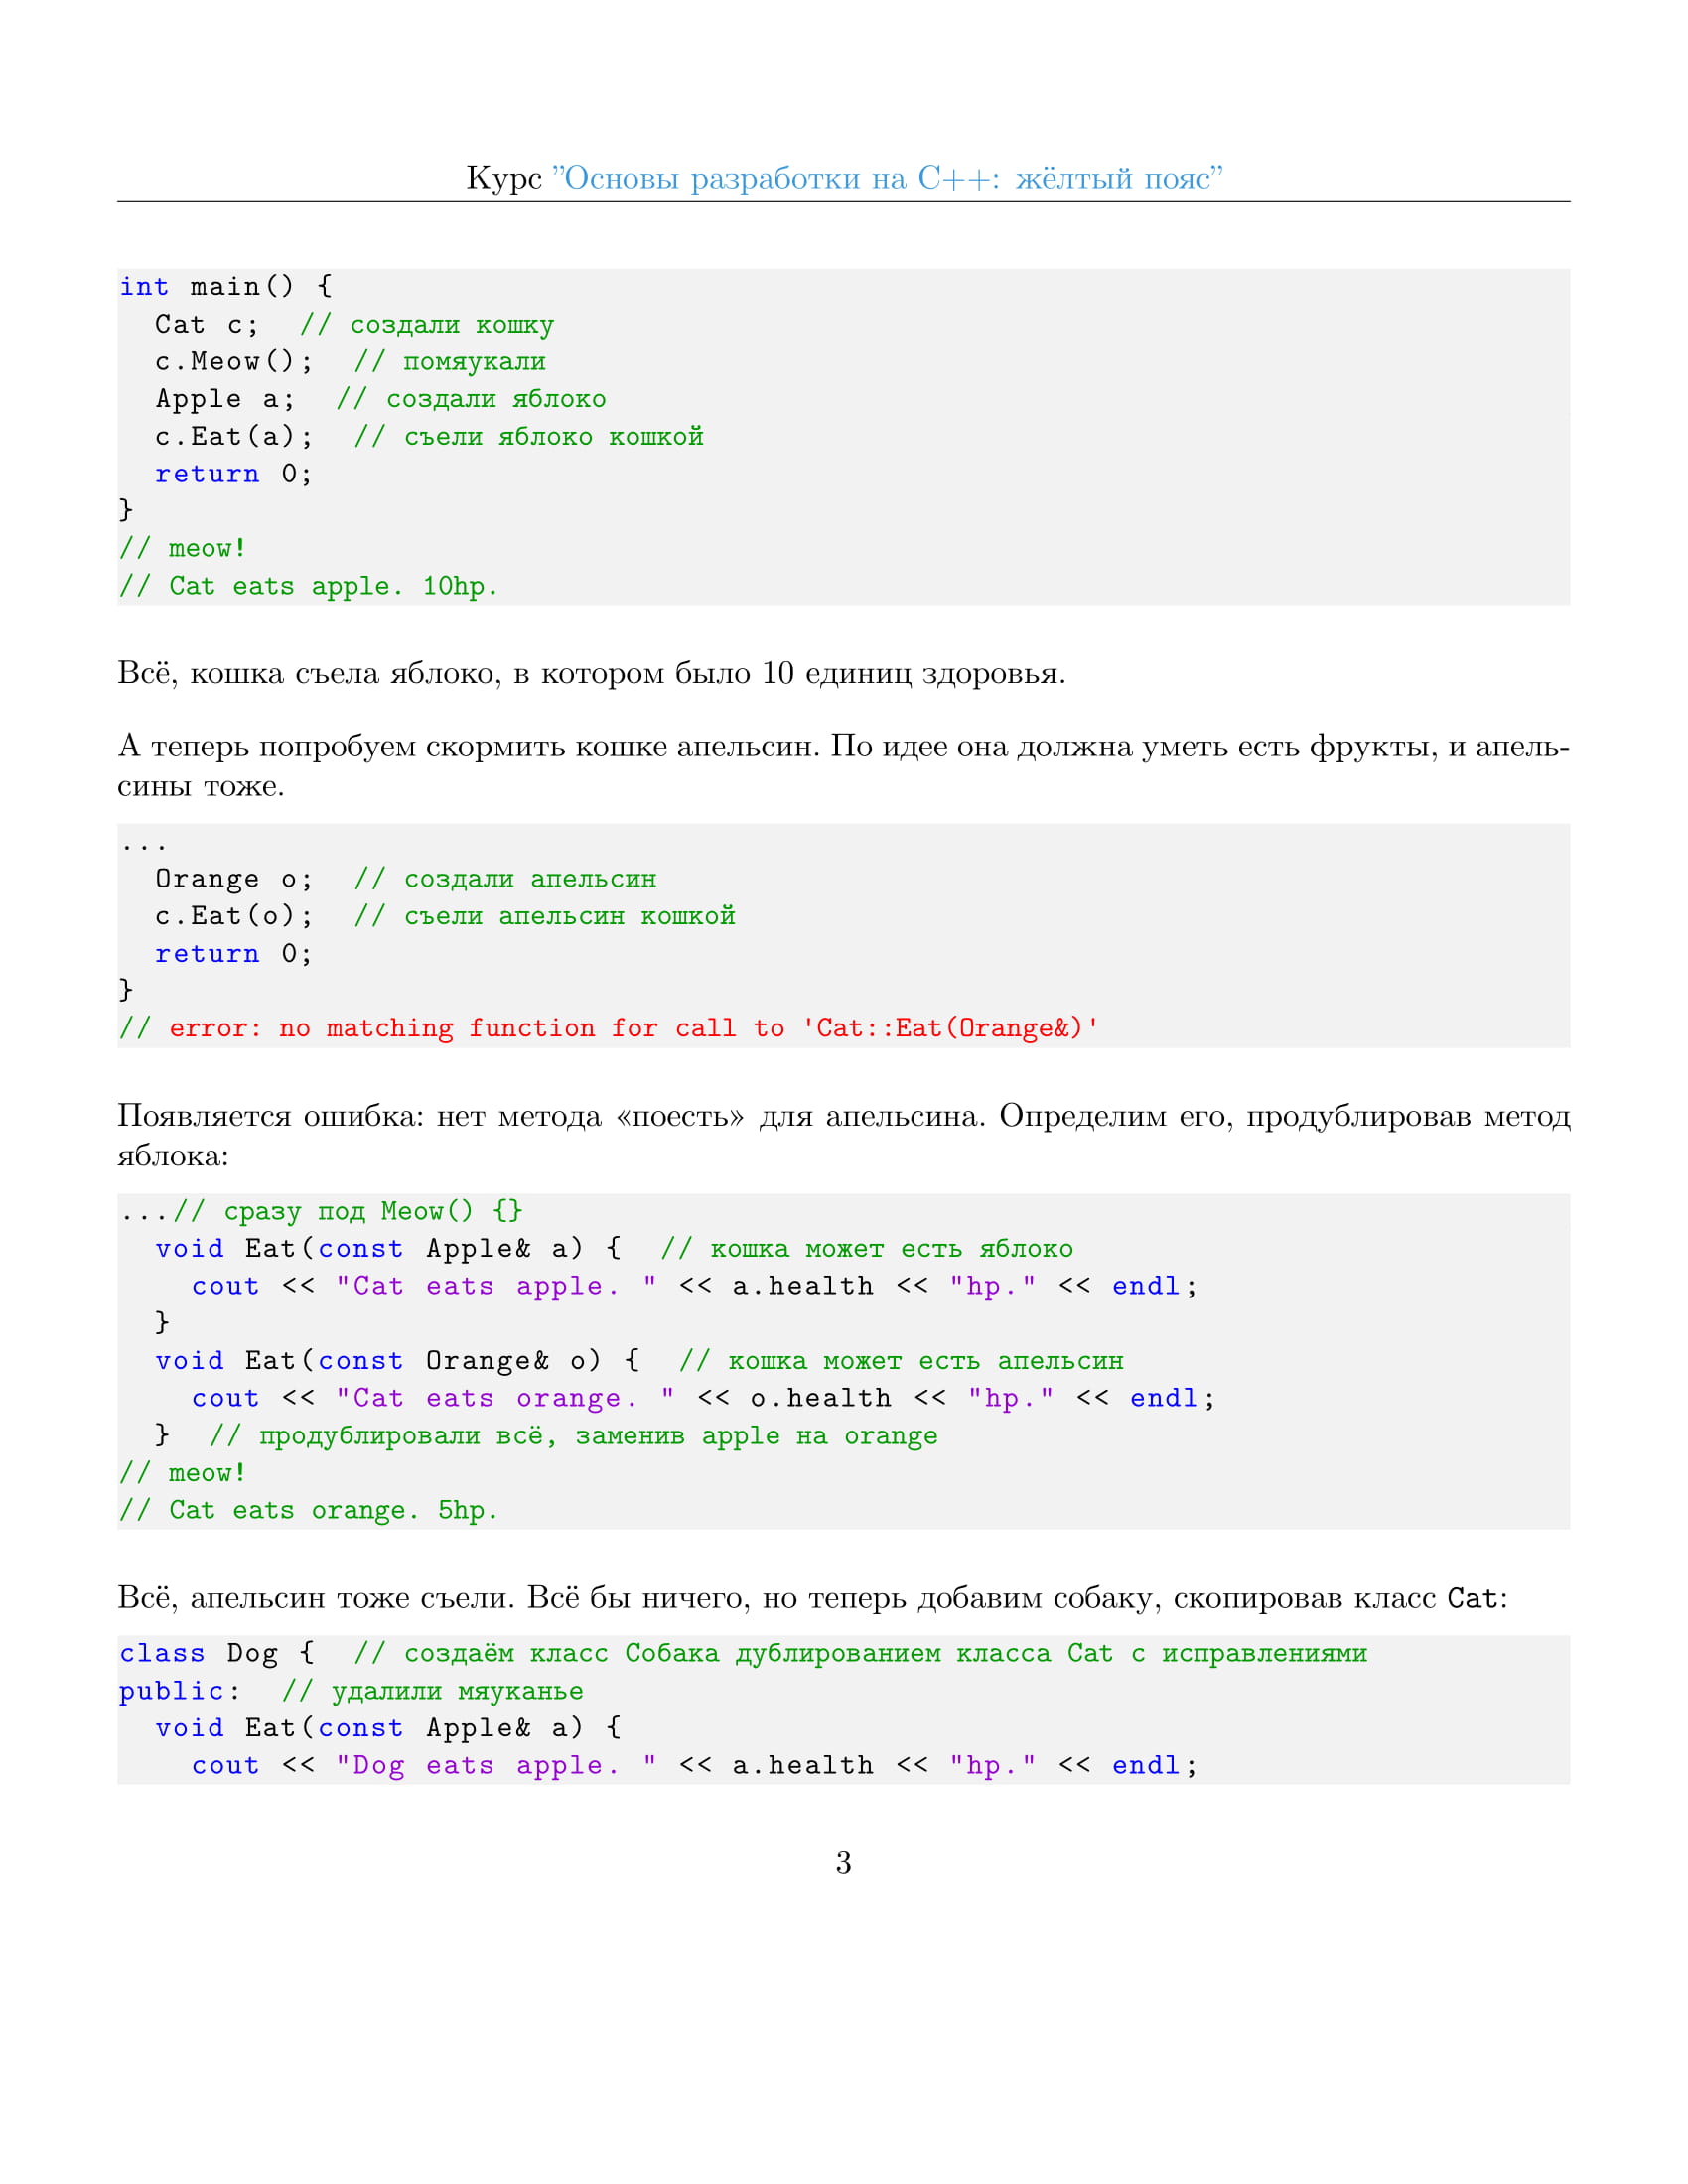 Курс ”Основы разработки на C++: жёлтый пояс”
int main() {
  Cat c;  // создали кошку
  c.Meow();  // помяукали
  Apple a;  // создали яблоко
  c.Eat(a);  // съели яблоко кошкой
  return 0;
}
// meow!
// Cat eats apple. 10hp.
Всё, кошка съела яблоко, в котором было 10 единиц здоровья.
А теперь попробуем скормить кошке апельсин. По идее она должна уметь есть фрукты, и апель-
сины тоже.
...
  Orange o;  // создали апельсин
  c.Eat(o);  // съели апельсин кошкой
  return 0;
}
// error: no matching function for call to 'Cat::Eat(Orange&)'
Появляется ошибка: нет метода «поесть» для апельсина. Определим его, продублировав метод
яблока:
...// сразу под Meow() {}
  void Eat(const Apple& a) {  // кошка может есть яблоко
    cout << "Cat eats apple. " << a.health << "hp." << endl;
  }
  void Eat(const Orange& o) {  // кошка может есть апельсин
    cout << "Cat eats orange. " << o.health << "hp." << endl;
  }  // продублировали всё, заменив apple на orange
// meow!
// Cat eats orange. 5hp.
Всё, апельсин тоже съели. Всё бы ничего, но теперь добавим собаку, скопировав класс Cat:
class Dog {  // создаём класс Собака дублированием класса Cat с исправлениями
public:  // удалили мяуканье
  void Eat(const Apple& a) {
    cout << "Dog eats apple. " << a.health << "hp." << endl;
3